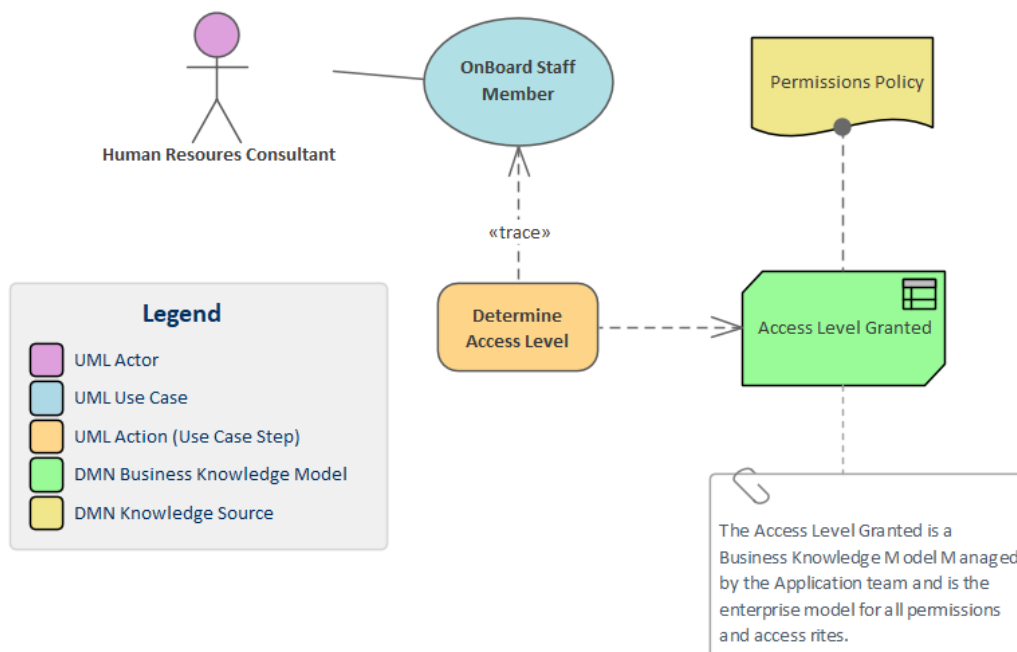 OnBoard Staff
Member
Permissions Policy
Human Resoures Consultant
«trace»
Determine
Access Level
Access Level Granted
Legend
UML Actor
UML Use Case
UML Action (Use Case Step)
DMN Business Knowledge Model
DMN Knowledge Source
The Access Level Granted is a
Business Knowledge Model Managed
by the Application team and is the
enterprise model for all permissions
and access rites.